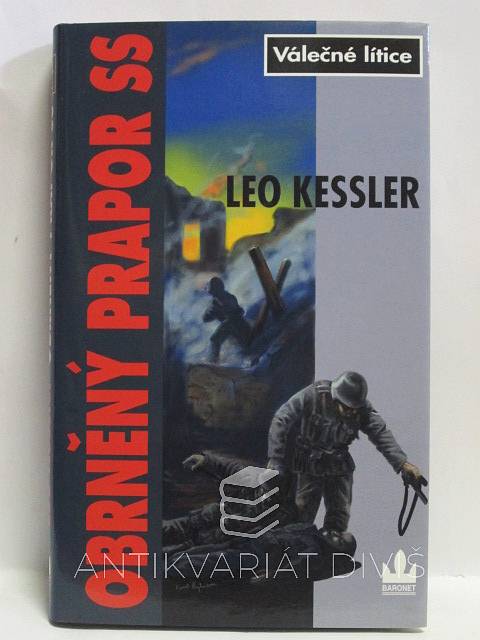 Válečné lítice
OBRNĚNÝ PRAPOR SS
LEO KESSLER
ANTIKVARIÁT DIVIŠ
BARONET